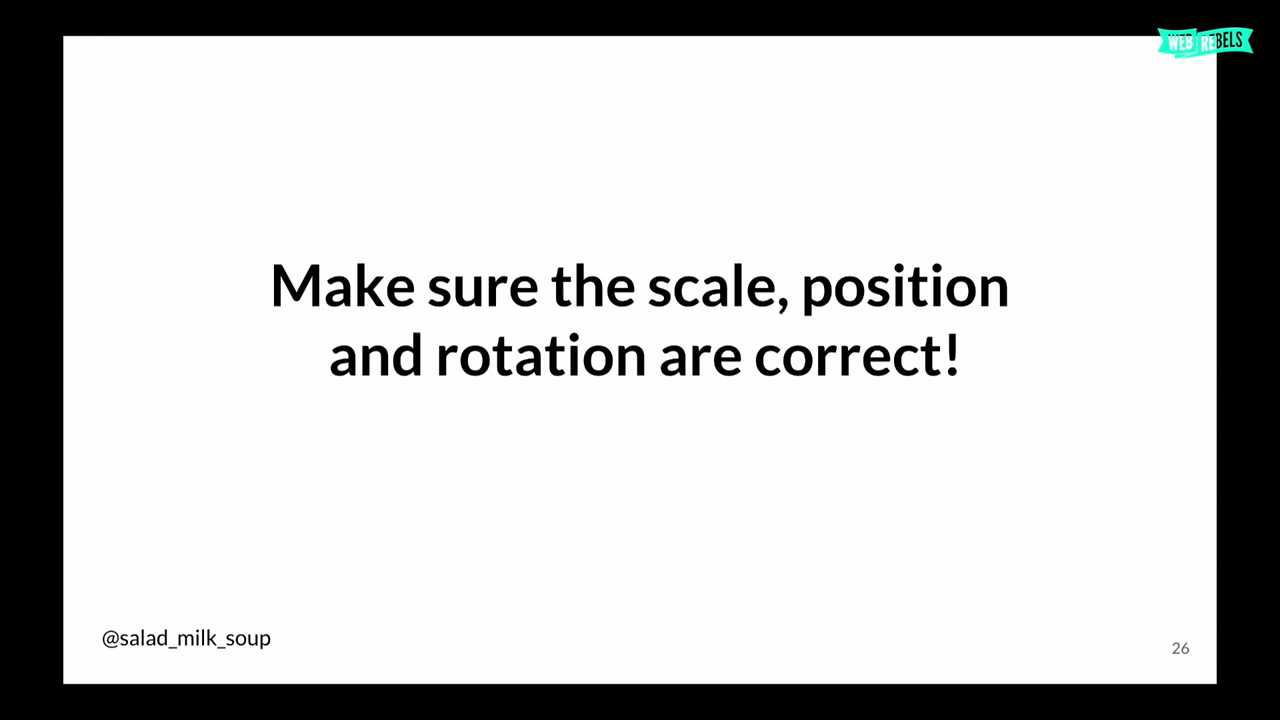 WEB REBELS
Make sure the scale, position
and rotation are correct!
@salad_milk_soup
26